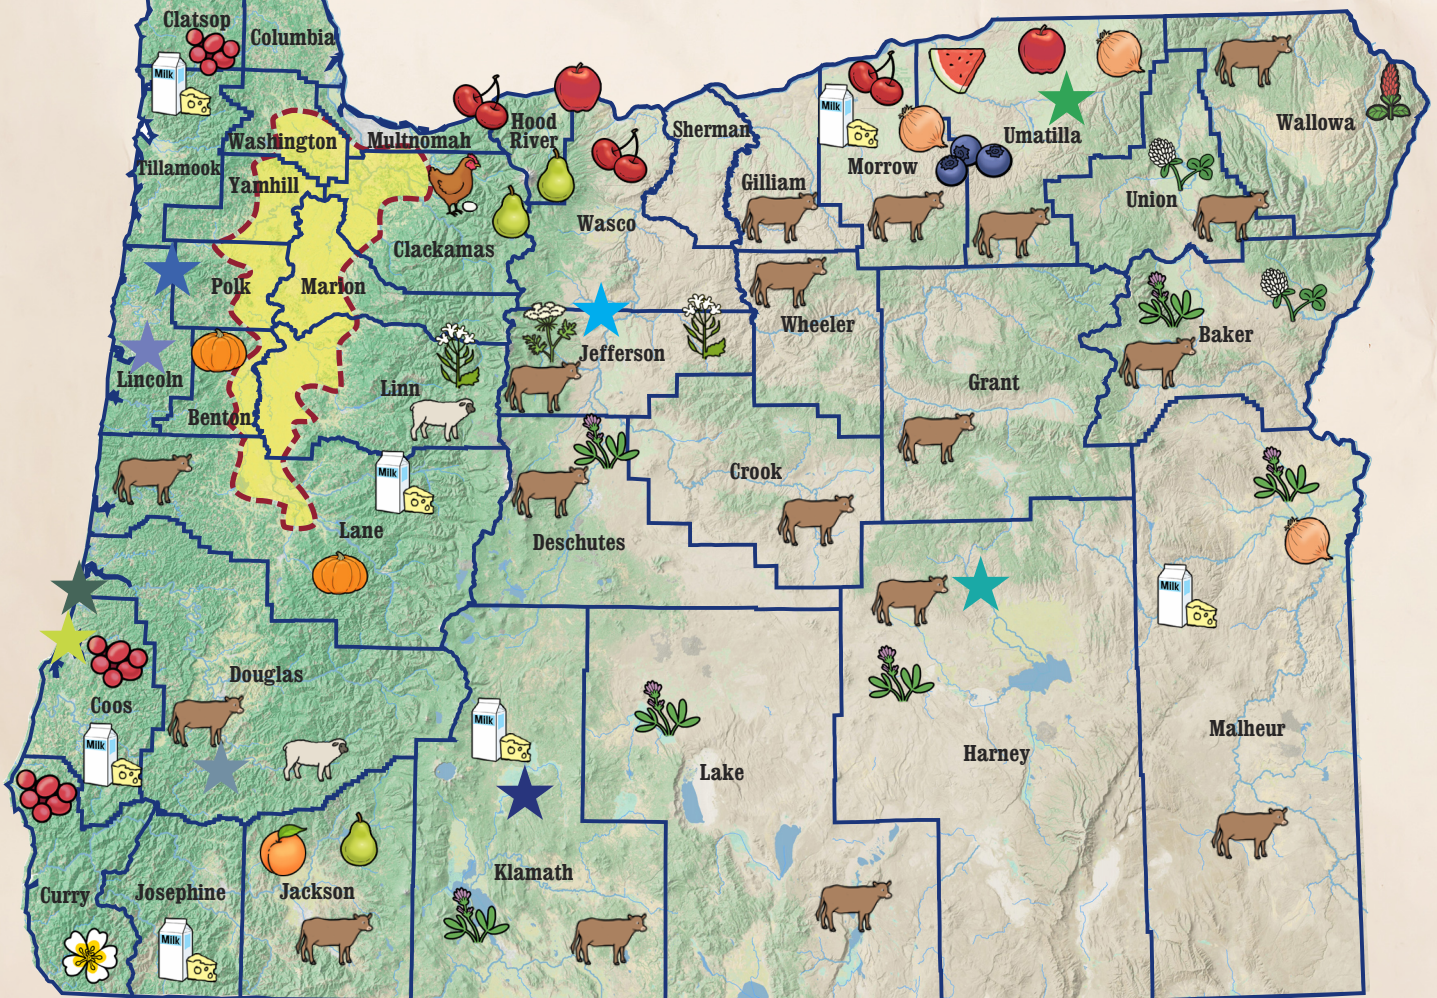 Clatsop
Columbia
Milk
Tillamook
Washington
Yamhill
Multnomah
Hood
River
Wasco
Sherman
Gilliam
Milk
Morrow
Umatilla
Union
Wallowa
Clackamas
Polk
Marion
Lincoln
Benton
Linn
Jefferson
Wheeler
Grant
Baker
Milk
Lane
Deschutes
Crook
Milk
Douglas
Coos
Milk
Milk
Lake
Harney
Malheur
Curry
Josephine
Milk
Jackson
Klamath